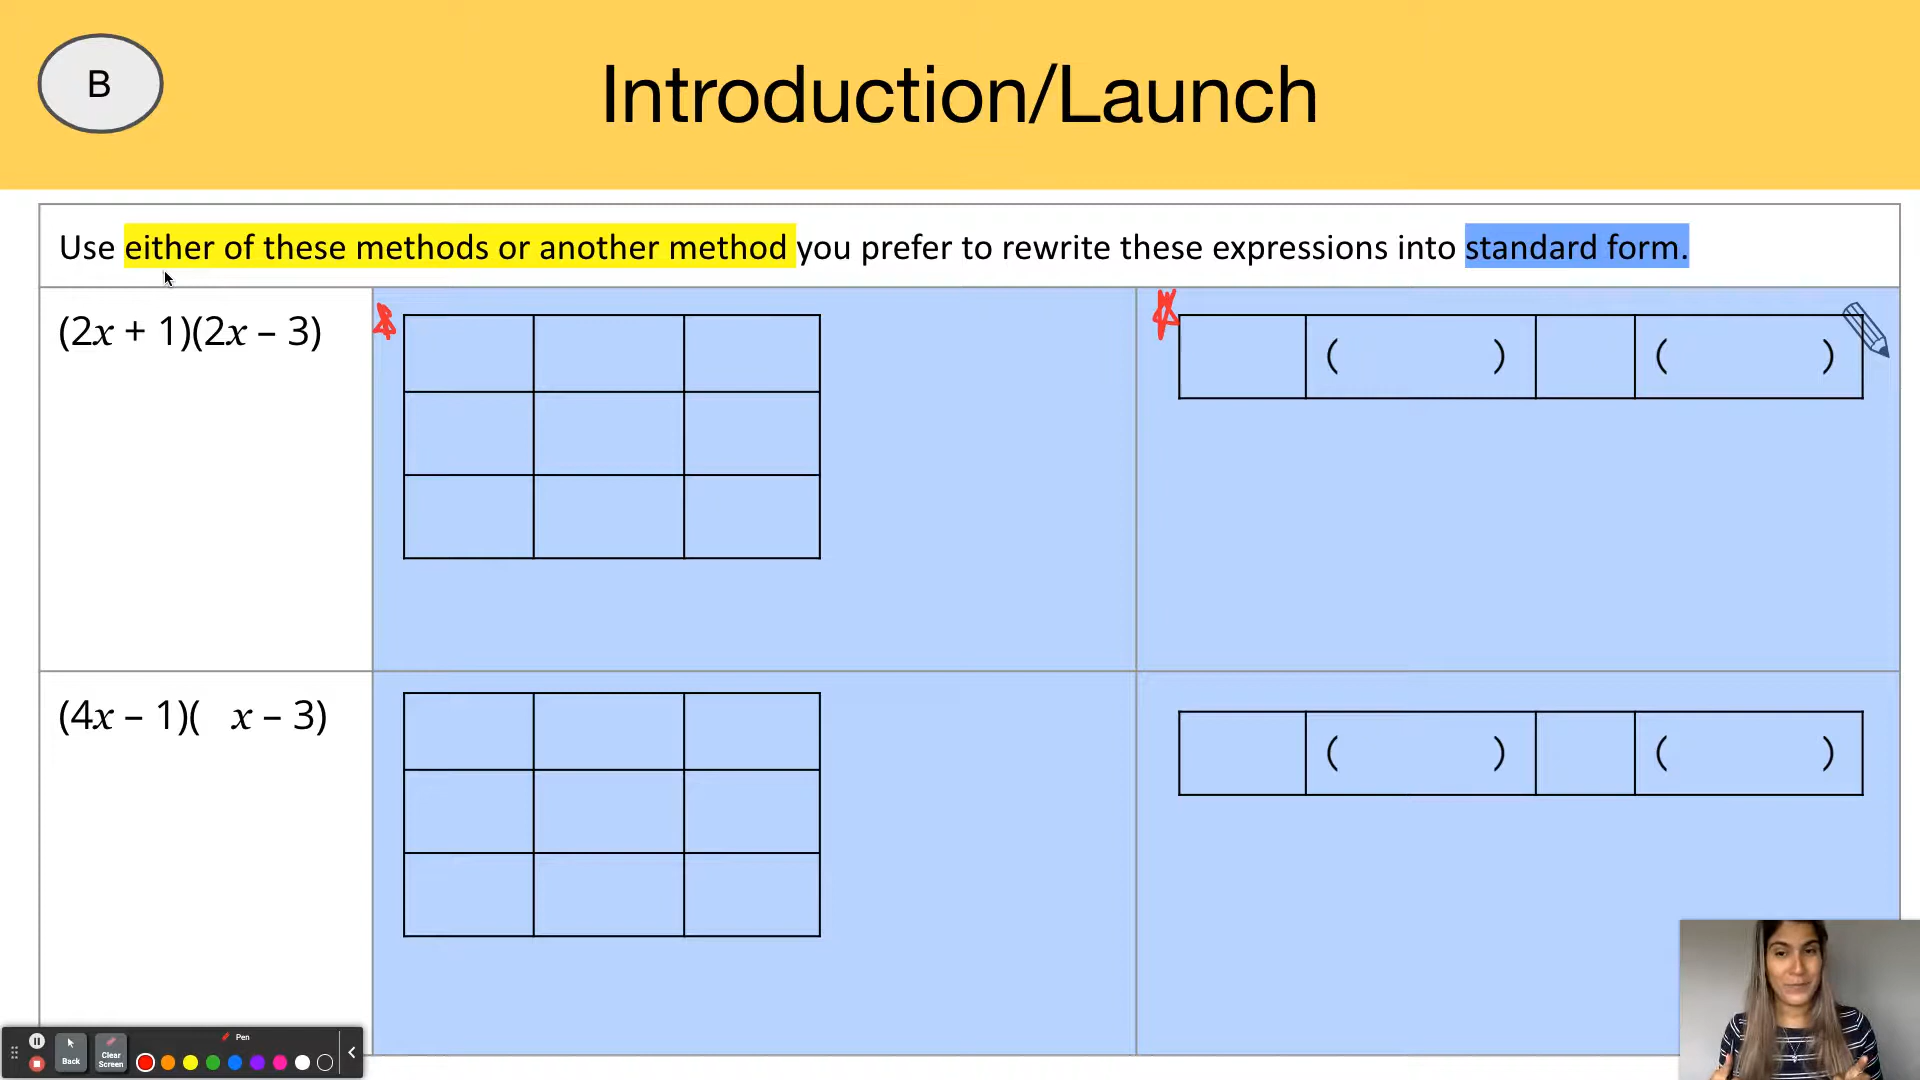 B
Introduction/Launch
Use either of these methods or another method you prefer to rewrite these expressions into standard form.
(2x + 1)(2x – 3)
( ) ( )
(4x – 1)( x – 3)
( ) ( )
Pen
Back
Clear
Screen